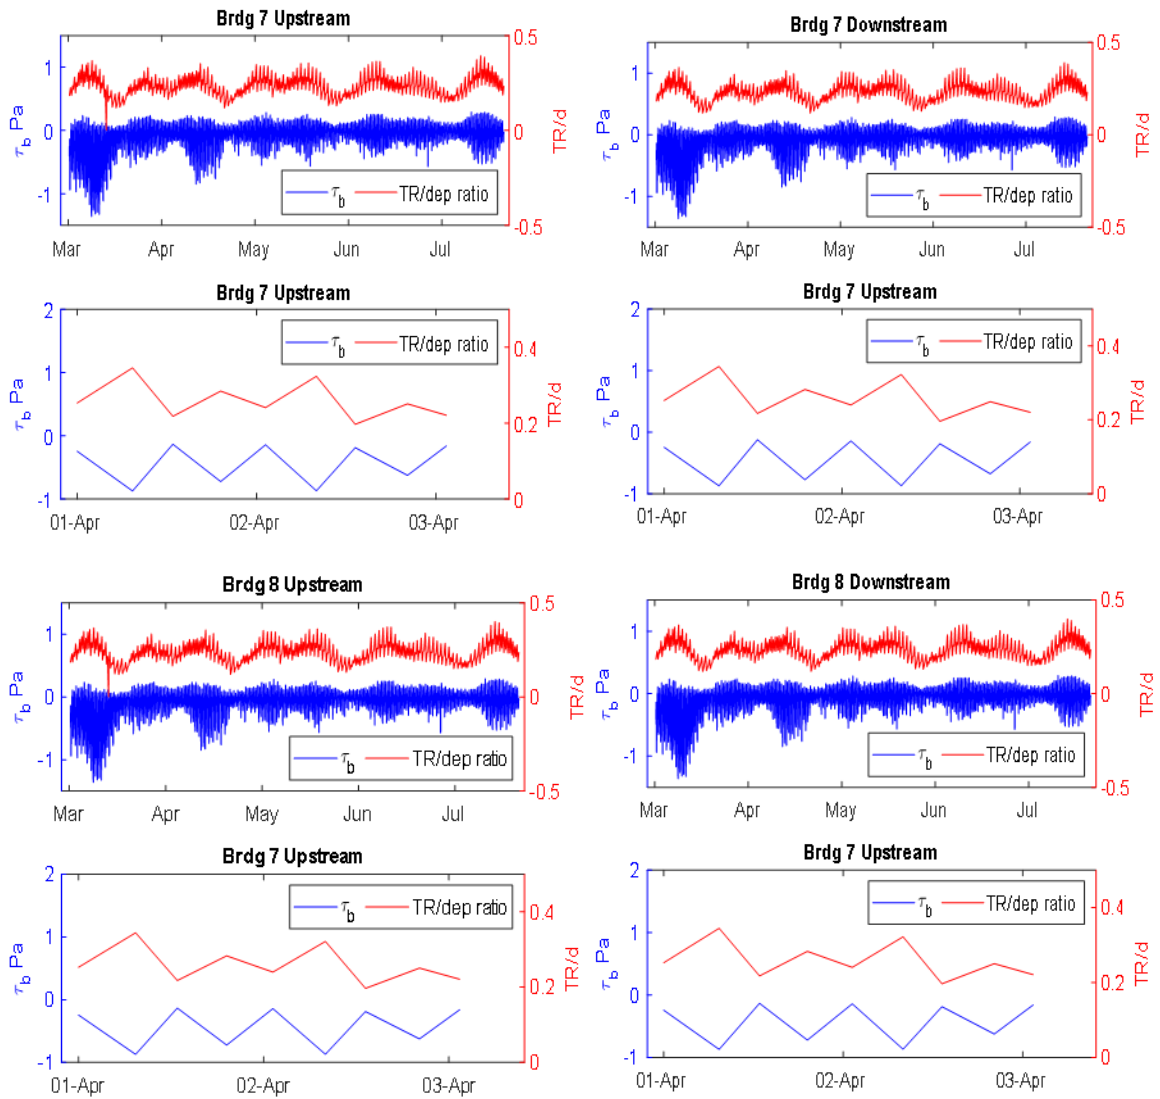 Brdg 7 Upstream
1
0
-1
τb Pa
0.5
0
-0.5
TR/d
τb
TR/dep ratio
Mar Apr May Jun Jul
Brdg 7 Downstream
1
0
-1
τb Pa
0.5
0
-0.5
TR/d
τb
TR/dep ratio
Mar Apr May Jun Jul
Brdg 7 Upstream
2
1
0
-1
τb Pa
0.4
0.2
0
TR/d
τb
TR/dep ratio
01-Apr 02-Apr 03-Apr
Brdg 7 Upstream
2
1
0
-1
τb Pa
0.4
0.2
0
TR/d
τb
TR/dep ratio
01-Apr 02-Apr 03-Apr
Brdg 8 Upstream
1
0
-1
τb Pa
0.5
0
-0.5
TR/d
τb
TR/dep ratio
Mar Apr May Jun Jul
Brdg 8 Downstream
1
0
-1
τb Pa
0.5
0
-0.5
TR/d
τb
TR/dep ratio
Mar Apr May Jun Jul
Brdg 7 Upstream
2
1
0
-1
τb Pa
0.4
0.2
0
TR/d
τb
TR/dep ratio
01-Apr 02-Apr 03-Apr
Brdg 7 Upstream
2
1
0
-1
τb Pa
0.4
0.2
0
TR/d
τb
TR/dep ratio
01-Apr 02-Apr 03-Apr